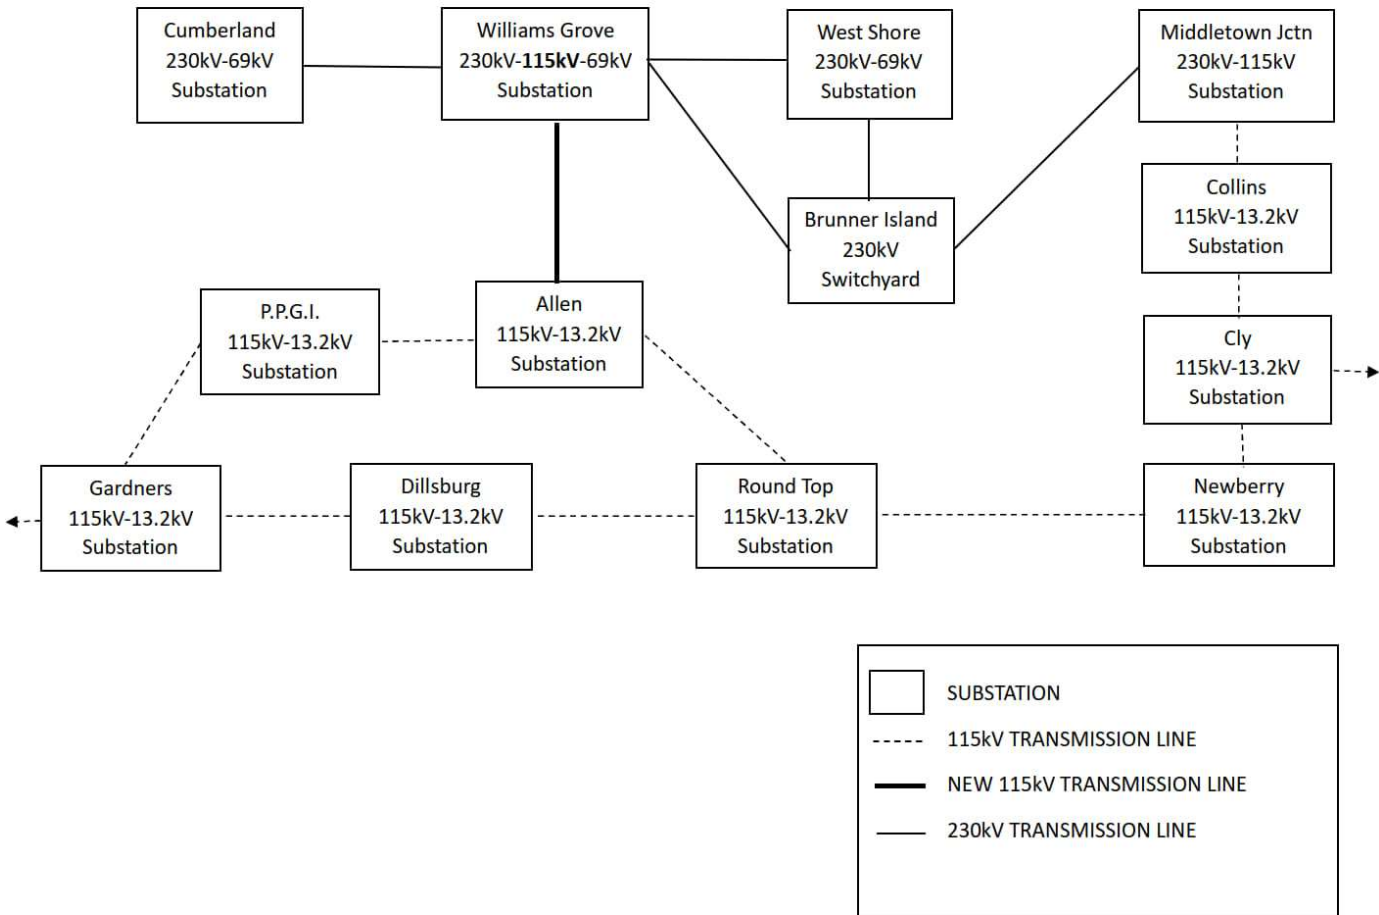 Cumberland
230kV-69kV
Substation
Williams Grove
230kV-115kV-69kV
Substation
West Shore
230kV-69kV
Substation
Middletown Jctn
230kV-115kV
Substation
Collins
115kV-13.2kV
Substation
Brunner Island
230kV
Switchyard
P.P.G.I.
115kV-13.2kV
Substation
Allen
115kV-13.2kV
Substation
Cly
115kV-13.2kV
Substation
Gardners
115kV-13.2kV
Substation
Dillsburg
115kV-13.2kV
Substation
Round Top
115kV-13.2kV
Substation
Newberry
115kV-13.2kV
Substation
SUBSTATION
115kV TRANSMISSION LINE
NEW 115kV TRANSMISSION LINE
230kV TRANSMISSION LINE